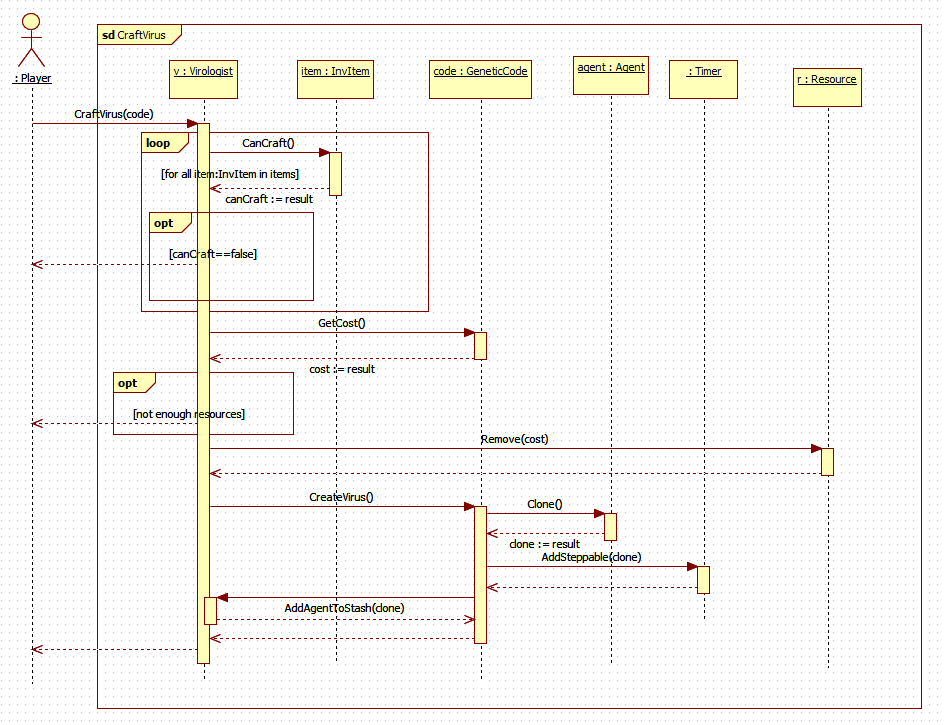 sd CraftVirus
: Player
v : Virologist
item : InvItem
code : GeneticCode
agent : Agent
: Timer
r : Resource
CraftVirus(code)
loop
CanCraft()
[for all item:InvItem in items]
canCraft := result
opt
[canCraft==false]
GetCost()
cost := result
opt
[not enough resources]
Remove(cost)
CreateVirus()
Clone()
clone := result
AddSteppable(clone)
AddAgentToStash(clone)